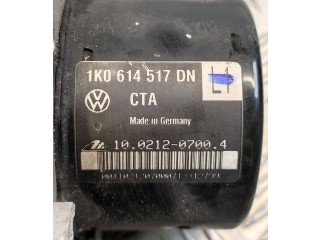 1K0 614 517 DN
L1
CTA
Made in Germany
10.0212-0700.4